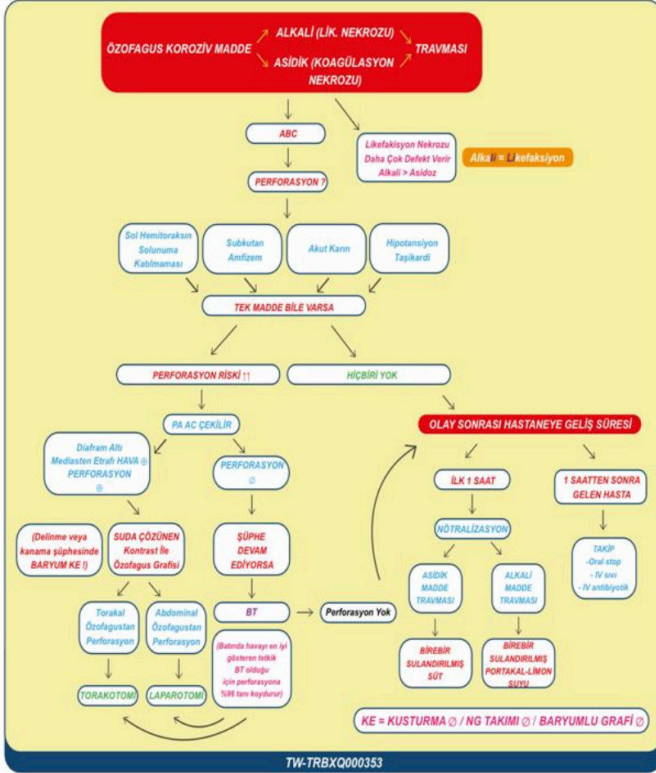 ÖZOFAGUS KOROZİV MADDE
ALKALİ (LİK. NEKROZU)
ASİDİK (KOAGÜLASYON
NEKROZU)
TRAVMASI
ABC
Likefakisyon Nekrozu
Daha Çok Defekt Verir
Alkali > Asidoz
Alkali = Likefaksiyon
PERFORASYON ?
Sol Hemitoraksın
Solunuma
Katılmaması
Subkutan
Amfizem
Akut Karın
Hipotansiyon
Taşikardi
TEK MADDE BİLE VARSA
PERFORASYON RİSKİ ↑↑
HİÇBİRİ YOK
PA AC ÇEKİLİR
OLAY SONRASI HASTANEYE GELİŞ SÜRESİ
Diafram Altı
Mediasten Etrafı HAVA ⊕
PERFORASYON
⊕
PERFORASYON
∅
İLK 1 SAAT
1 SAATTEN SONRA
GELEN HASTA
(Delinme veya
kanama şüphesinde
BARYUM KE !)
SUDA ÇÖZÜNEN
Kontrast İle
Özofagus Grafisi
ŞÜPHE
DEVAM
EDİYORSA
NÖTRALİZASYON
TAKİP
-Oral stop
- IV sıvı
- IV antibiyotik
ASİDİK
MADDE
TRAVMASI
ALKALİ
MADDE
TRAVMASI
Torakal
Özofagustan
Perforasyon
Abdominal
Özofagustan
Perforasyon
BT
Perforasyon Yok
(Batında havayı en iyi
gösteren tetkik
BT olduğu
için perforasyona
%96 tanı koydurur)
BİREBİR
SULANDIRILMIŞ
SÜT
BİREBİR
SULANDIRILMIŞ
PORTAKAL-LİMON
SUYU
TORAKOTOMİ
LAPAROTOMİ
KE = KUSTURMA ∅ / NG TAKIMI ∅ / BARYUMLU GRAFİ ∅
TW-TRBXQ000353